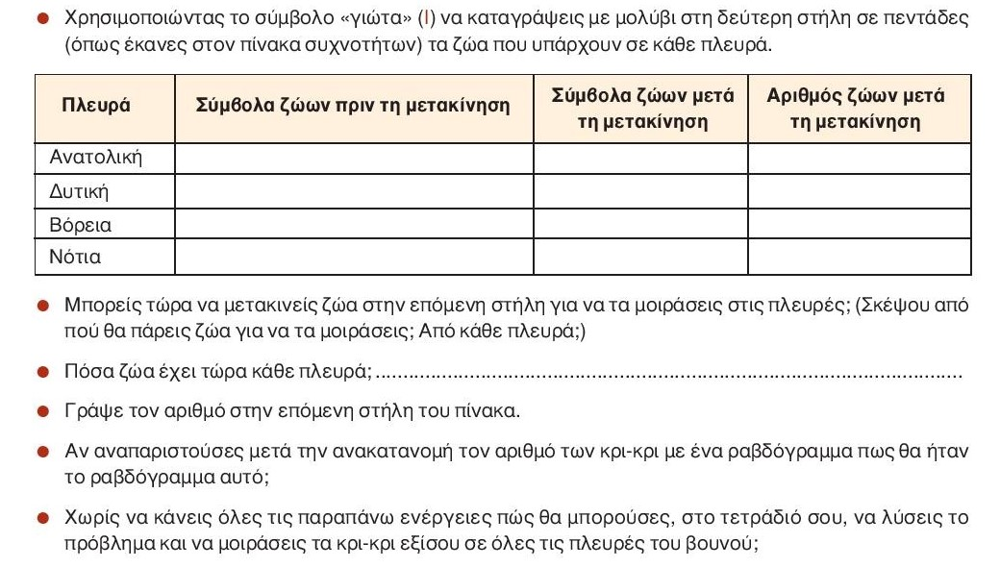 ● Χρησιμοποιώντας το σύμβολο «γιώτα» (Ι) να καταγράψεις με μολύβι στη δεύτερη στήλη σε πεντάδες
(όπως έκανες στον πίνακα συχνοτήτων) τα ζώα που υπάρχουν σε κάθε πλευρά.
Πλευρά Σύμβολα ζώων πριν τη μετακίνηση Σύμβολα ζώων μετά τη μετακίνηση Αριθμός ζώων μετά τη μετακίνηση
Ανατολική
Δυτική
Βόρεια
Νότια
● Μπορείς τώρα να μετακινείς ζώα στην επόμενη στήλη για να τα μοιράσεις στις πλευρές; (Σκέψου από
πού θα πάρεις ζώα για να τα μοιράσεις; Από κάθε πλευρά;)
● Πόσα ζώα έχει τώρα κάθε πλευρά;........................................................................................................
● Γράψε τον αριθμό στην επόμενη στήλη του πίνακα.
● Αν αναπαριστούσες μετά την ανακατανομή τον αριθμό των κρι-κρι με ένα ραβδόγραμμα πως θα ήταν
το ραβδόγραμμα αυτό;
● Χωρίς να κάνεις όλες τις παραπάνω ενέργειες πώς θα μπορούσες, στο τετράδιό σου, να λύσεις το
πρόβλημα και να μοιράσεις τα κρι-κρι εξίσου σε όλες τις πλευρές του βουνού;